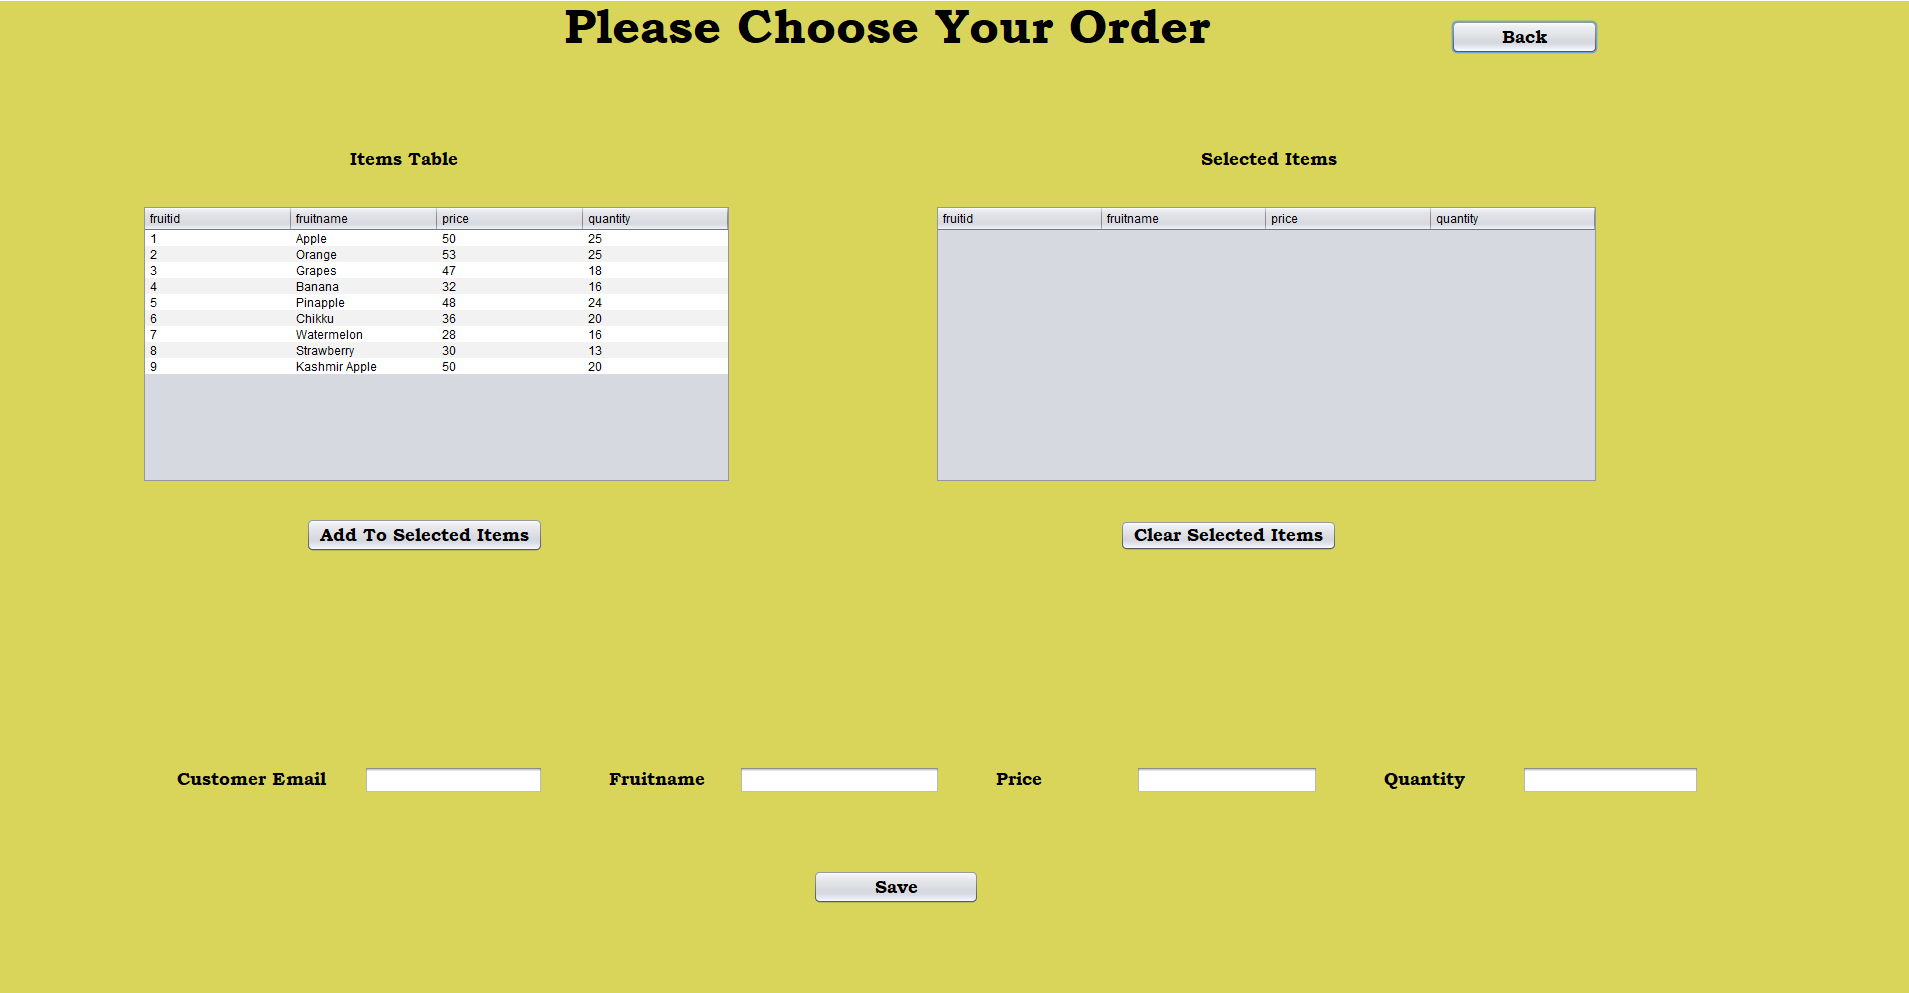 Please Choose Your Order
Back
Items Table
Selected Items
fruitid fruitname price quantity
1 Apple 50 25
2 Orange 53 25
3 Grapes 47 18
4 Banana 32 16
5 Pinapple 48 24
6 Chikku 36 20
7 Watermelon 28 16
8 Strawberry 30 13
9 Kashmir Apple 50 20
fruitid fruitname price quantity
Add To Selected Items
Clear Selected Items
Customer Email Fruitname Price Quantity
Save